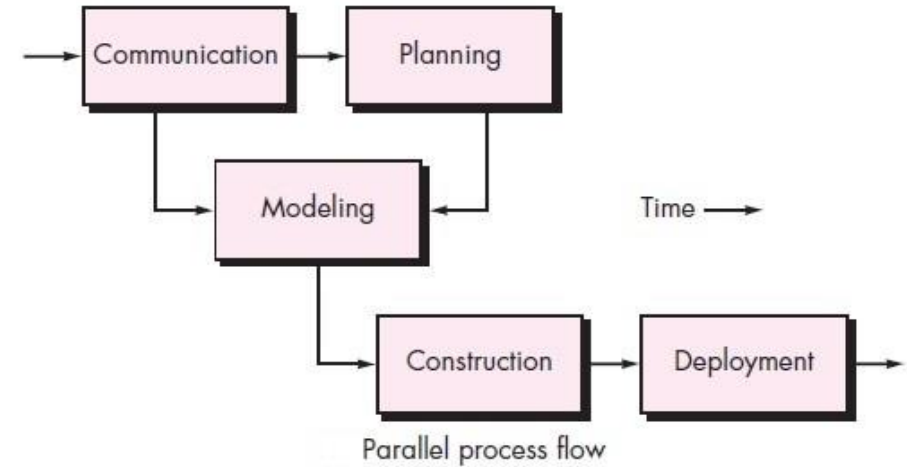 Communication
Planning
Modeling
Time
Construction
Deployment
Parallel process flow